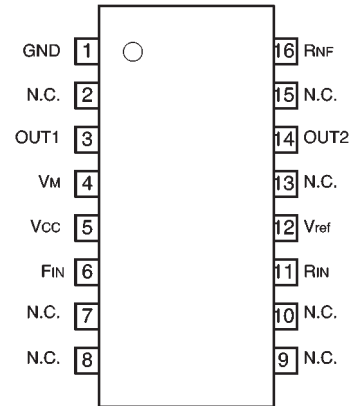 GND 1 16 RNF
N.C. 2 15 N.C.
OUT1 3 14 OUT2
VM 4 13 N.C.
VCC 5 12 Vref
FIN 6 11 RIN
N.C. 7 10 N.C.
N.C. 8 9 N.C.